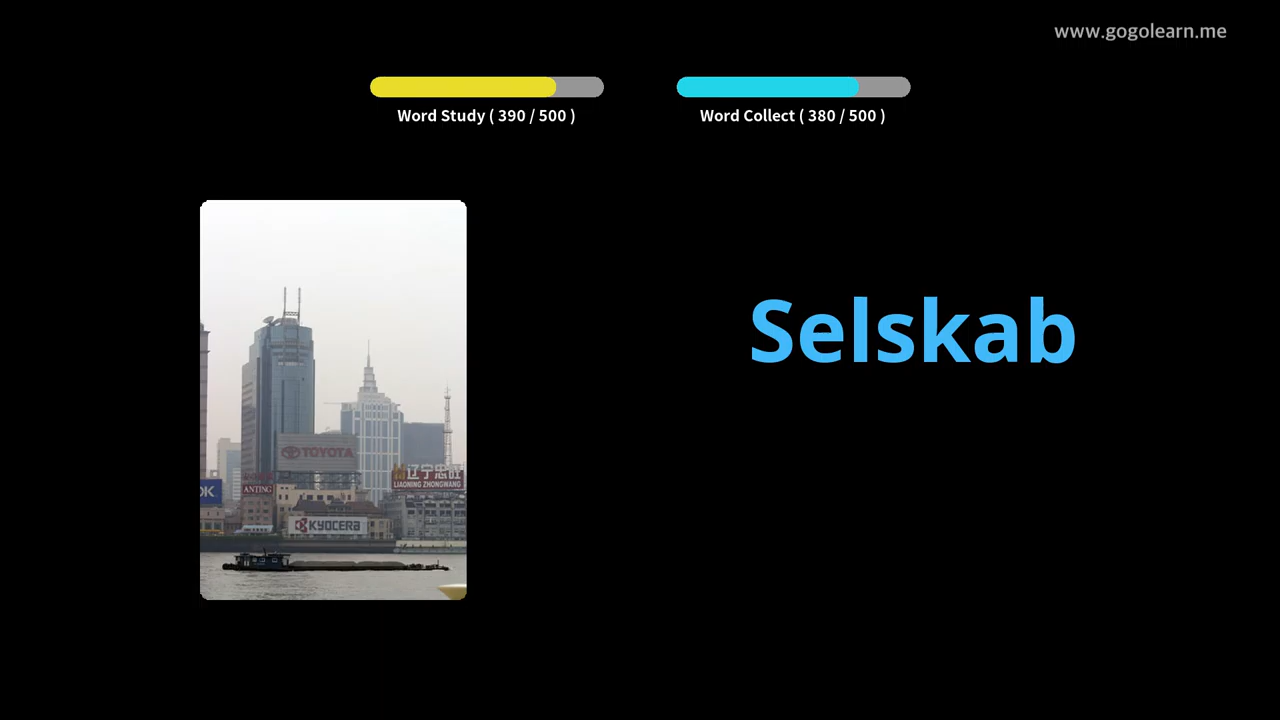 www.gogolearn.me
Word Study ( 390 / 500 )
Word Collect ( 380 / 500 )
Selskab
TOYOTA
辽宁忠旺
LIAONING ZHONGWANG
OK
ANTING
KYOCERA